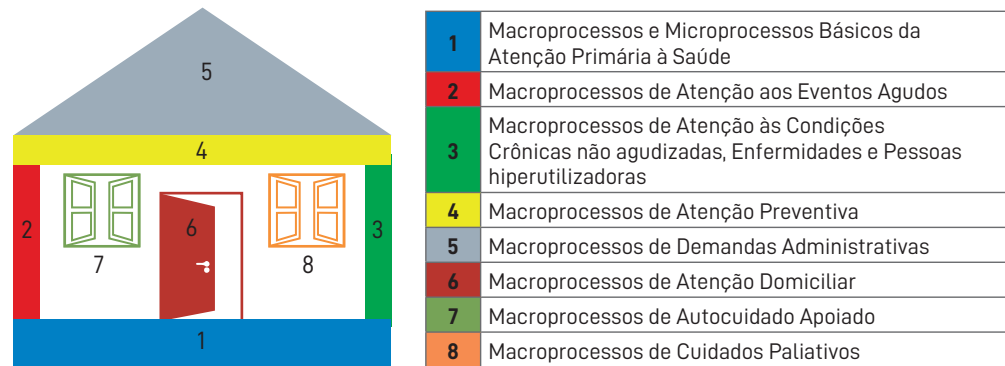 5
4
2
6
3
7
8
1
1 Macroprocessos e Microprocessos Básicos da
Atenção Primária à Saúde
2 Macroprocessos de Atenção aos Eventos Agudos
3 Macroprocessos de Atenção às Condições
Crônicas não agudizadas, Enfermidades e Pessoas
hiperutilizadoras
4 Macroprocessos de Atenção Preventiva
5 Macroprocessos de Demandas Administrativas
6 Macroprocessos de Atenção Domiciliar
7 Macroprocessos de Autocuidado Apoiado
8 Macroprocessos de Cuidados Paliativos